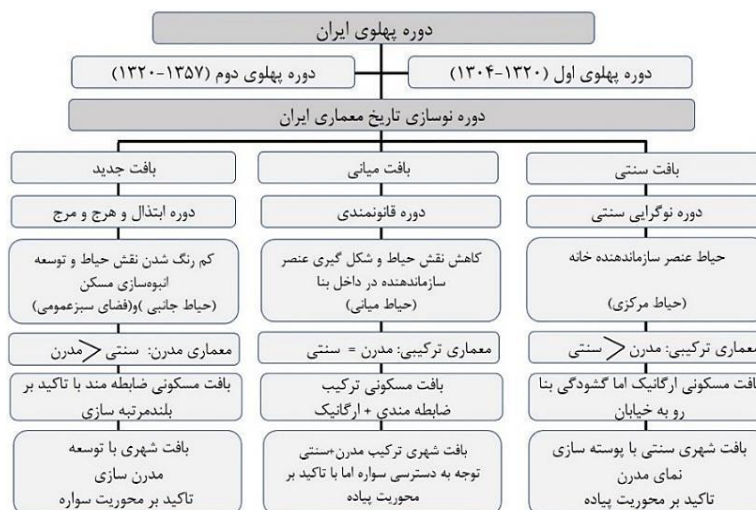 دوره پهلوی ایران
دوره پهلوی اول (۱۳۲۰-۱۳۰۴)
دوره پهلوی دوم (۱۳۵۷-۱۳۲۰)
دوره نوسازی تاریخ معماری ایران
بافت سنتی
دوره نوگرایی سنتی
حیاط عنصر سازماندهنده خانه
(حیاط مرکزی)
معماری ترکیبی: مدرن > سنتی
بافت مسکونی ارگانیک اما گشودگی بنا
رو به خیابان
بافت شهری سنتی با پوسته سازی
نمای مدرن
تاکید بر محوریت پیاده
بافت میانی
دوره قانونمندی
کاهش نقش حیاط و شکل گیری عنصر
سازماندهنده در داخل بنا
(حیاط میانی)
معماری ترکیبی: مدرن = سنتی
بافت مسکونی ترکیب
ضابطه مندی + ارگانیک
بافت شهری ترکیب مدرن+سنتی
توجه به دسترسی سواره اما با تاکید بر
محوریت پیاده
بافت جدید
دوره ابتذال و هرج و مرج
کم رنگ شدن نقش حیاط و توسعه
انبوه‌سازی مسکن
(حیاط جانبی )و(فضای سبزعمومی)
معماری مدرن: سنتی > مدرن
بافت مسکونی ضابطه مند با تاکید بر
بلندمرتبه سازی
بافت شهری با توسعه
مدرن سازی
تاکید بر محوریت سواره